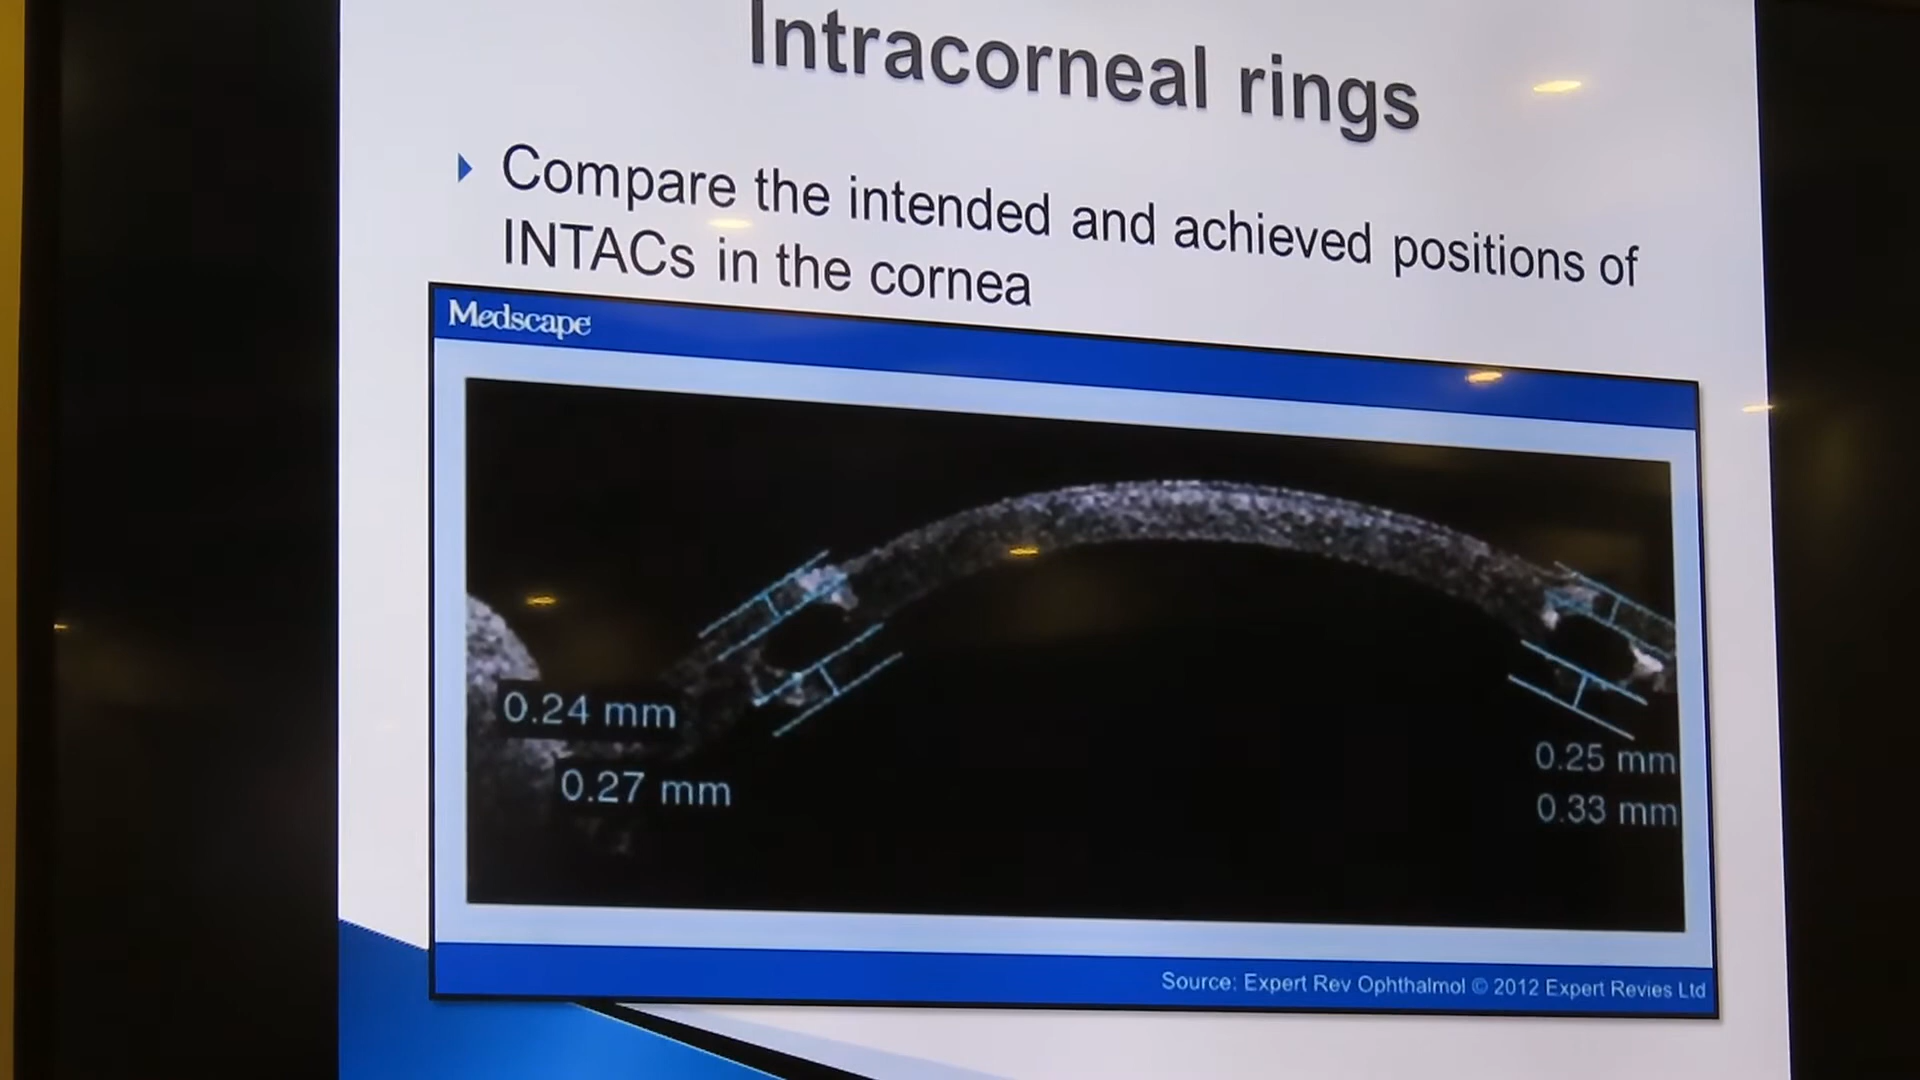 Intracorneal rings
Compare the intended and achieved positions of
INTACs in the cornea
Medscape
0.24 mm
0.27 mm
0.25 mm
0.33 mm
Source: Expert Rev Ophthalmol © 2012 Expert Revies Ltd